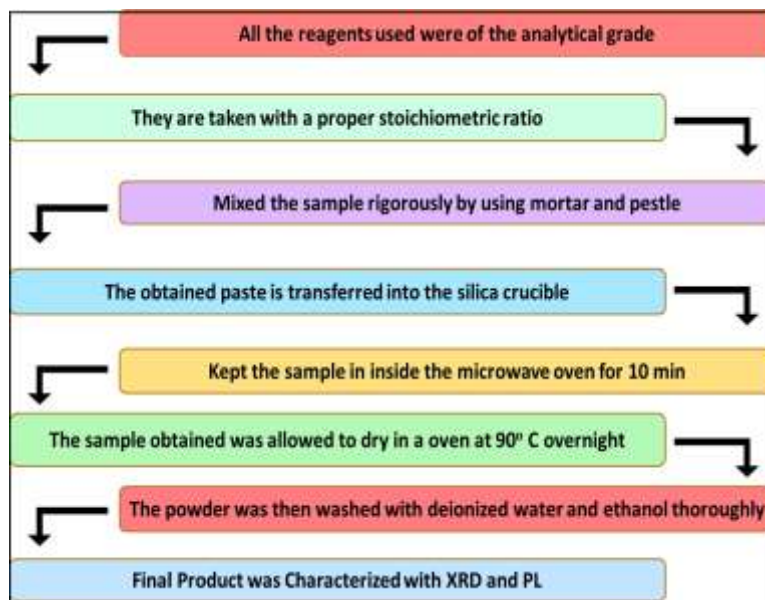 All the reagents used were of the analytical grade
They are taken with a proper stoichiometric ratio
Mixed the sample rigorously by using mortar and pestle
The obtained paste is transferred into the silica crucible
Kept the sample in inside the microwave oven for 10 min
The sample obtained was allowed to dry in a oven at 90° C overnight
The powder was then washed with deionized water and ethanol thoroughly
Final Product was Characterized with XRD and PL